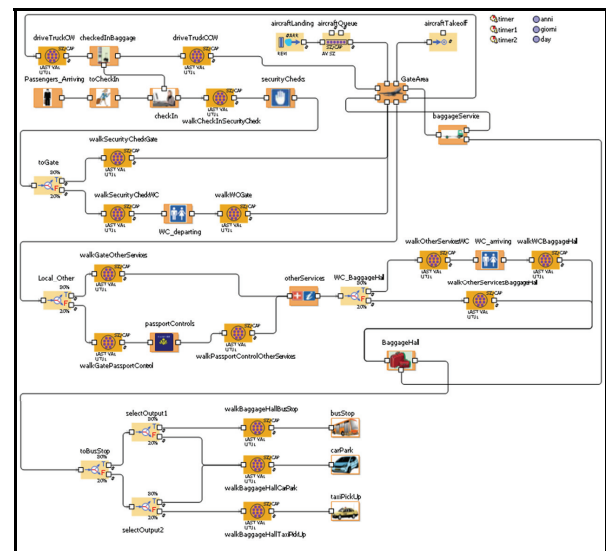 driveTruckCW checkedInBaggage driveTruckCCW aircraftLanding aircraftQueue aircraftTakeoff timer anni
timer1 giorni
timer2 day
Passengers_Arriving toCheckIn checkIn securityChecks GateArea
walkCheckInSecurityCheck
baggageService
walkSecurityCheckGate
toGate
walkSecurityCheckWC walkWCGate
WC_departing
walkGateOtherServices walkOtherServicesWC WC_arriving walkWCBaggageHall
Local_Other otherServices WC_BaggageHall
walkOtherServicesBaggageHall
passportControls
walkGatePassportControl walkPassportControlOtherServices
BaggageHall
selectOutput1 walkBaggageHallBusStop busStop
toBusStop
walkBaggageHallCarPark carPark
taxiPickUp
selectOutput2 walkBaggageHallTaxiPickUp